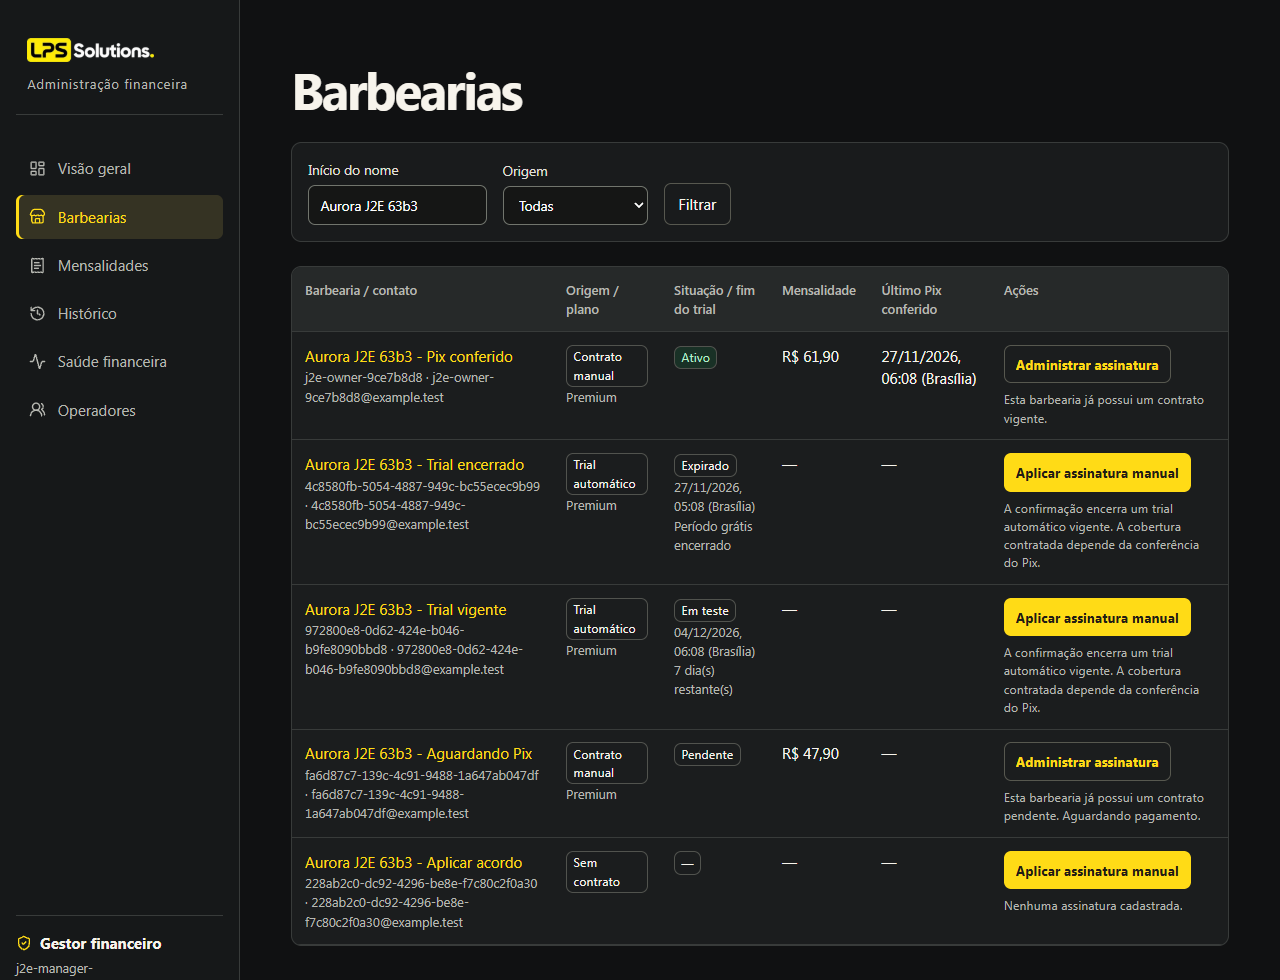 LPS Solutions.
Administração financeira
Visão geral
Barbearias
Mensalidades
Histórico
Saúde financeira
Operadores
Gestor financeiro
j2e-manager-
Barbearias
Início do nome
Origem
Aurora J2E 63b3
Todas
Filtrar
Barbearia / contato
Origem /
plano
Situação / fim
do trial
Mensalidade
Último Pix
conferido
Ações
Aurora J2E 63b3 - Pix conferido
j2e-owner-9ce7b8d8 · j2e-owner-
9ce7b8d8@example.test
Contrato
manual
Premium
Ativo
R$ 61,90
27/11/2026,
06:08 (Brasília)
Administrar assinatura
Esta barbearia já possui um contrato
vigente.
Aurora J2E 63b3 - Trial encerrado
4c8580fb-5054-4887-949c-bc55ecec9b99
· 4c8580fb-5054-4887-949c-
bc55ecec9b99@example.test
Trial
automático
Premium
Expirado
27/11/2026,
05:08 (Brasília)
Período grátis
encerrado
—
—
Aplicar assinatura manual
A confirmação encerra um trial
automático vigente. A cobertura
contratada depende da conferência
do Pix.
Aurora J2E 63b3 - Trial vigente
972800e8-0d62-424e-b046-
b9fe8090bbd8 · 972800e8-0d62-424e-
b046-b9fe8090bbd8@example.test
Trial
automático
Premium
Em teste
04/12/2026,
06:08 (Brasília)
7 dia(s)
restante(s)
—
—
Aplicar assinatura manual
A confirmação encerra um trial
automático vigente. A cobertura
contratada depende da conferência
do Pix.
Aurora J2E 63b3 - Aguardando Pix
fa6d87c7-139c-4c91-9488-1a647ab047df
· fa6d87c7-139c-4c91-9488-
1a647ab047df@example.test
Contrato
manual
Premium
Pendente
R$ 47,90
—
Administrar assinatura
Esta barbearia já possui um contrato
pendente. Aguardando pagamento.
Aurora J2E 63b3 - Aplicar acordo
228ab2c0-dc92-4296-be8e-f7c80c2f0a30
· 228ab2c0-dc92-4296-be8e-
f7c80c2f0a30@example.test
Sem
contrato
—
—
—
Aplicar assinatura manual
Nenhuma assinatura cadastrada.